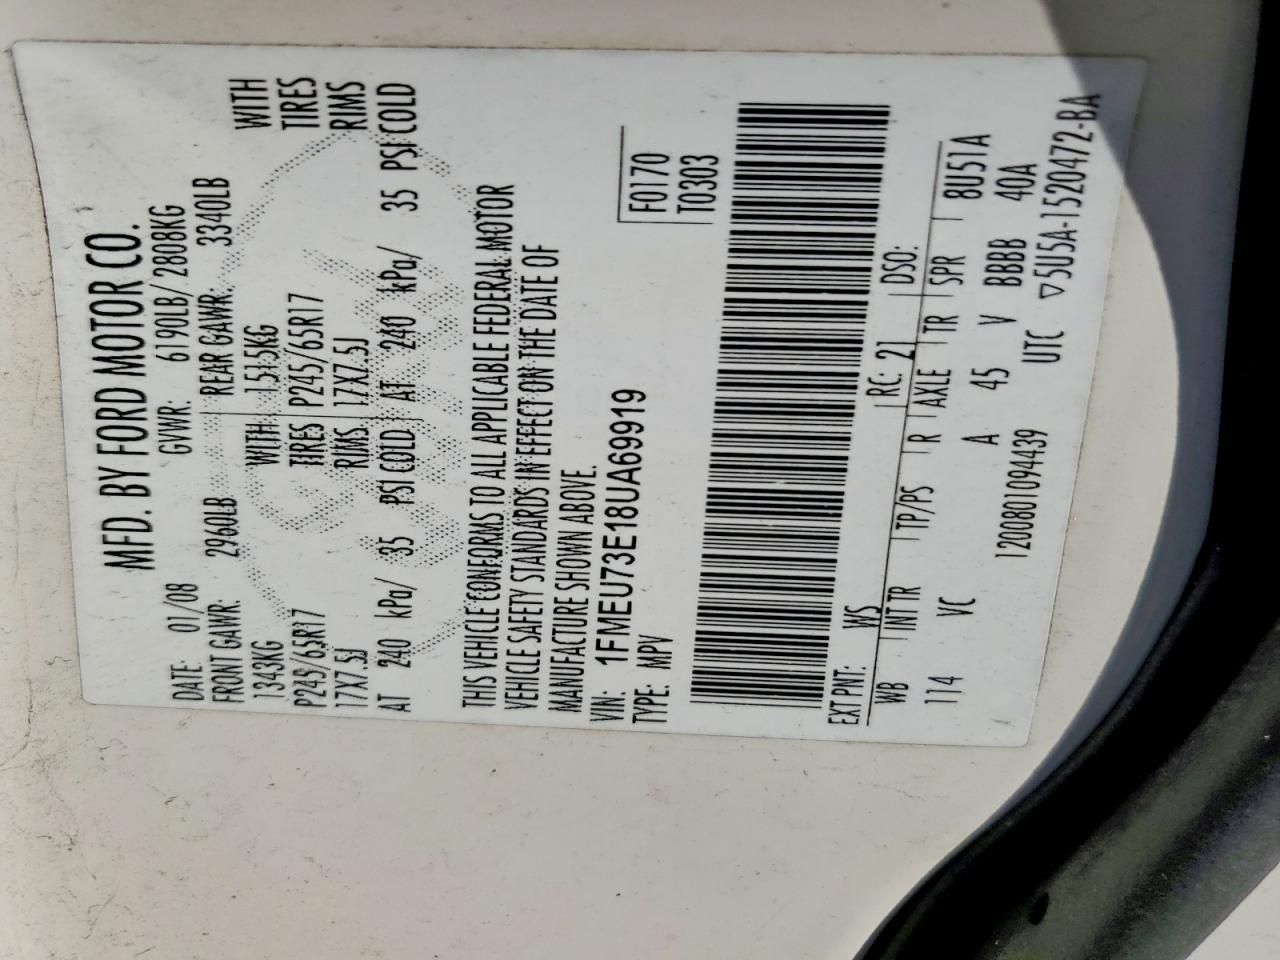 MFD. BY FORD MOTOR CO.
DATE: 01/08 GVWR: 6190LB/ 2808KG
FRONT GAWR: 2960LB REAR GAWR: 3340LB
1343KG WITH 1515KG WITH
P245/65R17 TIRES P245/65R17 TIRES
17X7.5J RIMS 17X7.5J RIMS
AT 240 kPa/ 35 PSI COLD AT 240 kPa/ 35 PSI COLD
THIS VEHICLE CONFORMS TO ALL APPLICABLE FEDERAL MOTOR
VEHICLE SAFETY STANDARDS IN EFFECT ON THE DATE OF
MANUFACTURE SHOWN ABOVE.
VIN: 1FMEU73E18UA69919
TYPE: MPV
F0170
T0303
EXT PNT: WS RC: 21 DSO:
WB INT TR TP/PS R AXLE TR SPR 8U51A
114 VC A 45 V BBBB 40A
1200801094439 UTC ▽5U5A-1520472-BA